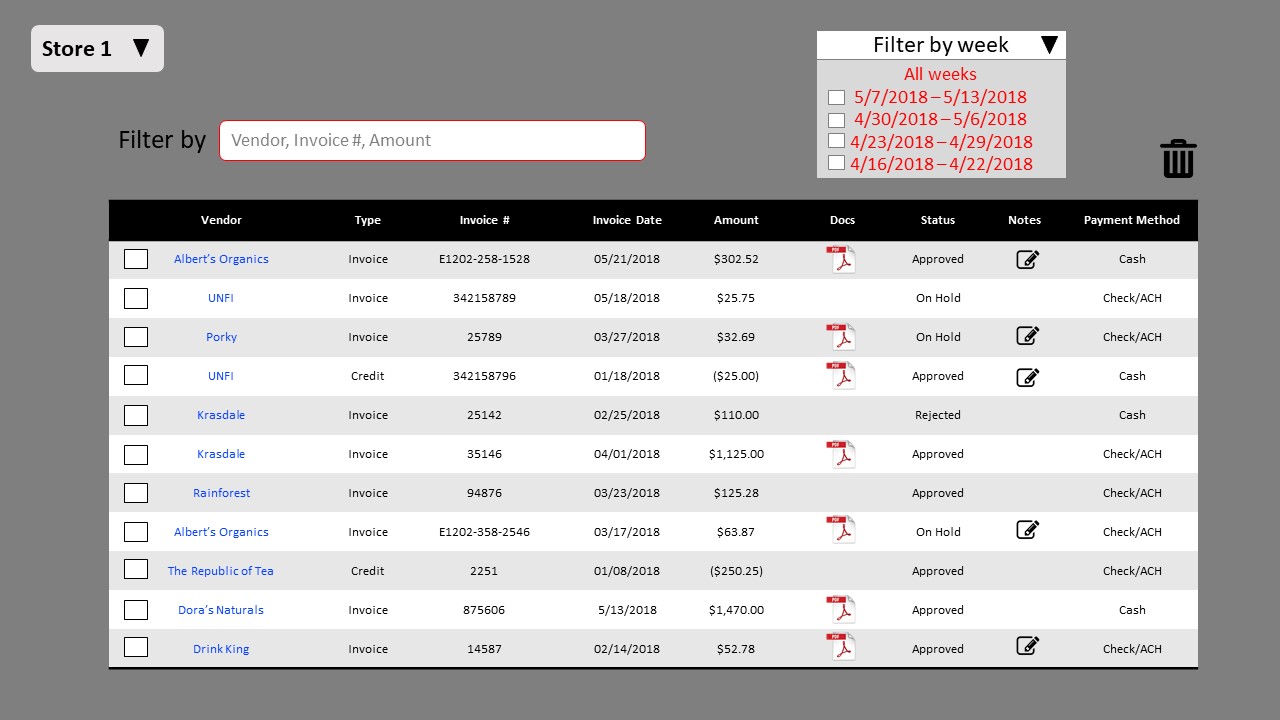 Store 1 ▼
Filter by week ▼
All weeks
5/7/2018 – 5/13/2018
4/30/2018 – 5/6/2018
4/23/2018 – 4/29/2018
4/16/2018 – 4/22/2018
Filter by Vendor, Invoice #, Amount
Vendor Type Invoice # Invoice Date Amount Docs Status Notes Payment Method
Albert's Organics Invoice E1202-258-1528 05/21/2018 $302.52 PDF Approved Cash
UNFI Invoice 342158789 05/18/2018 $25.75 On Hold Check/ACH
Porky Invoice 25789 03/27/2018 $32.69 PDF On Hold Check/ACH
UNFI Credit 342158796 01/18/2018 ($25.00) PDF Approved Cash
Krasdale Invoice 25142 02/25/2018 $110.00 Rejected Cash
Krasdale Invoice 35146 04/01/2018 $1,125.00 PDF Approved Check/ACH
Rainforest Invoice 94876 03/23/2018 $125.28 Approved Check/ACH
Albert's Organics Invoice E1202-358-2546 03/17/2018 $63.87 PDF On Hold Check/ACH
The Republic of Tea Credit 2251 01/08/2018 ($250.25) Approved Check/ACH
Dora's Naturals Invoice 875606 5/13/2018 $1,470.00 PDF Approved Cash
Drink King Invoice 14587 02/14/2018 $52.78 PDF Approved Check/ACH